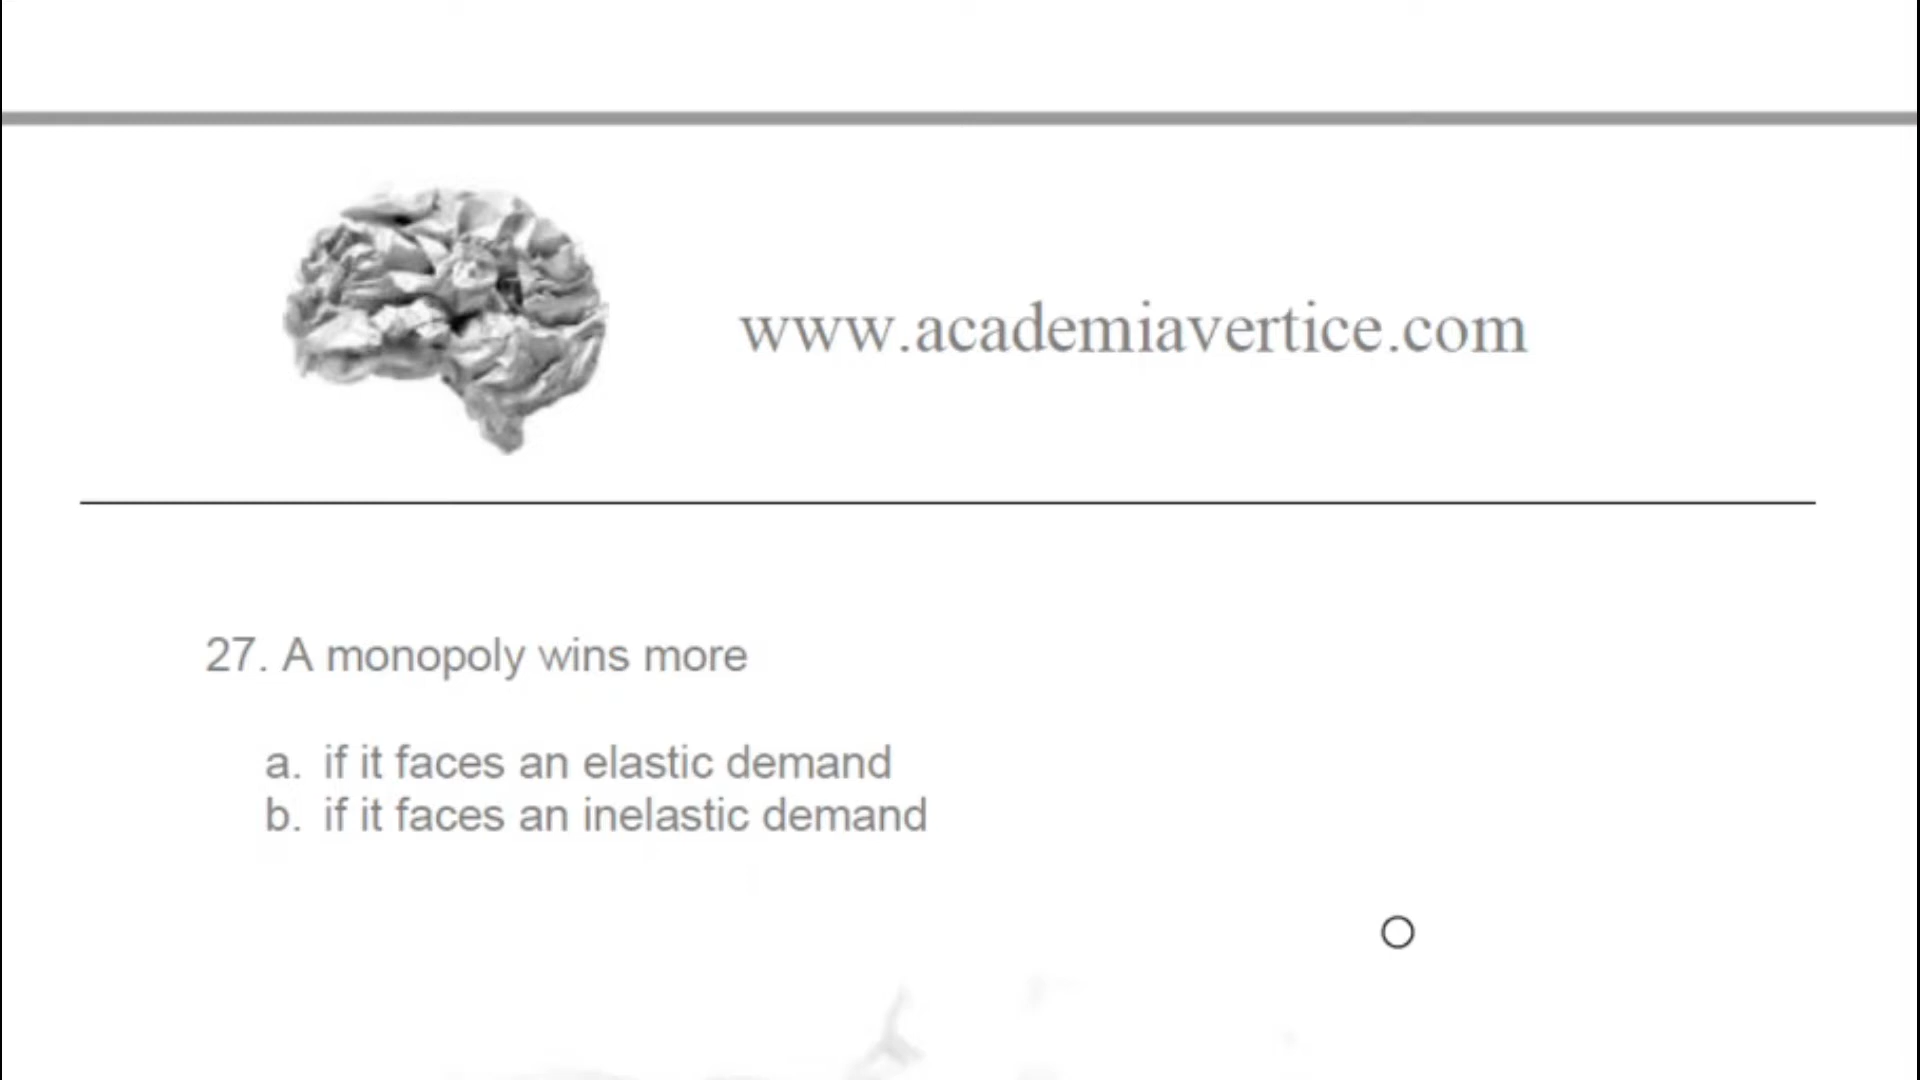 www.academiavertice.com
27. A monopoly wins more
a. if it faces an elastic demand
b. if it faces an inelastic demand